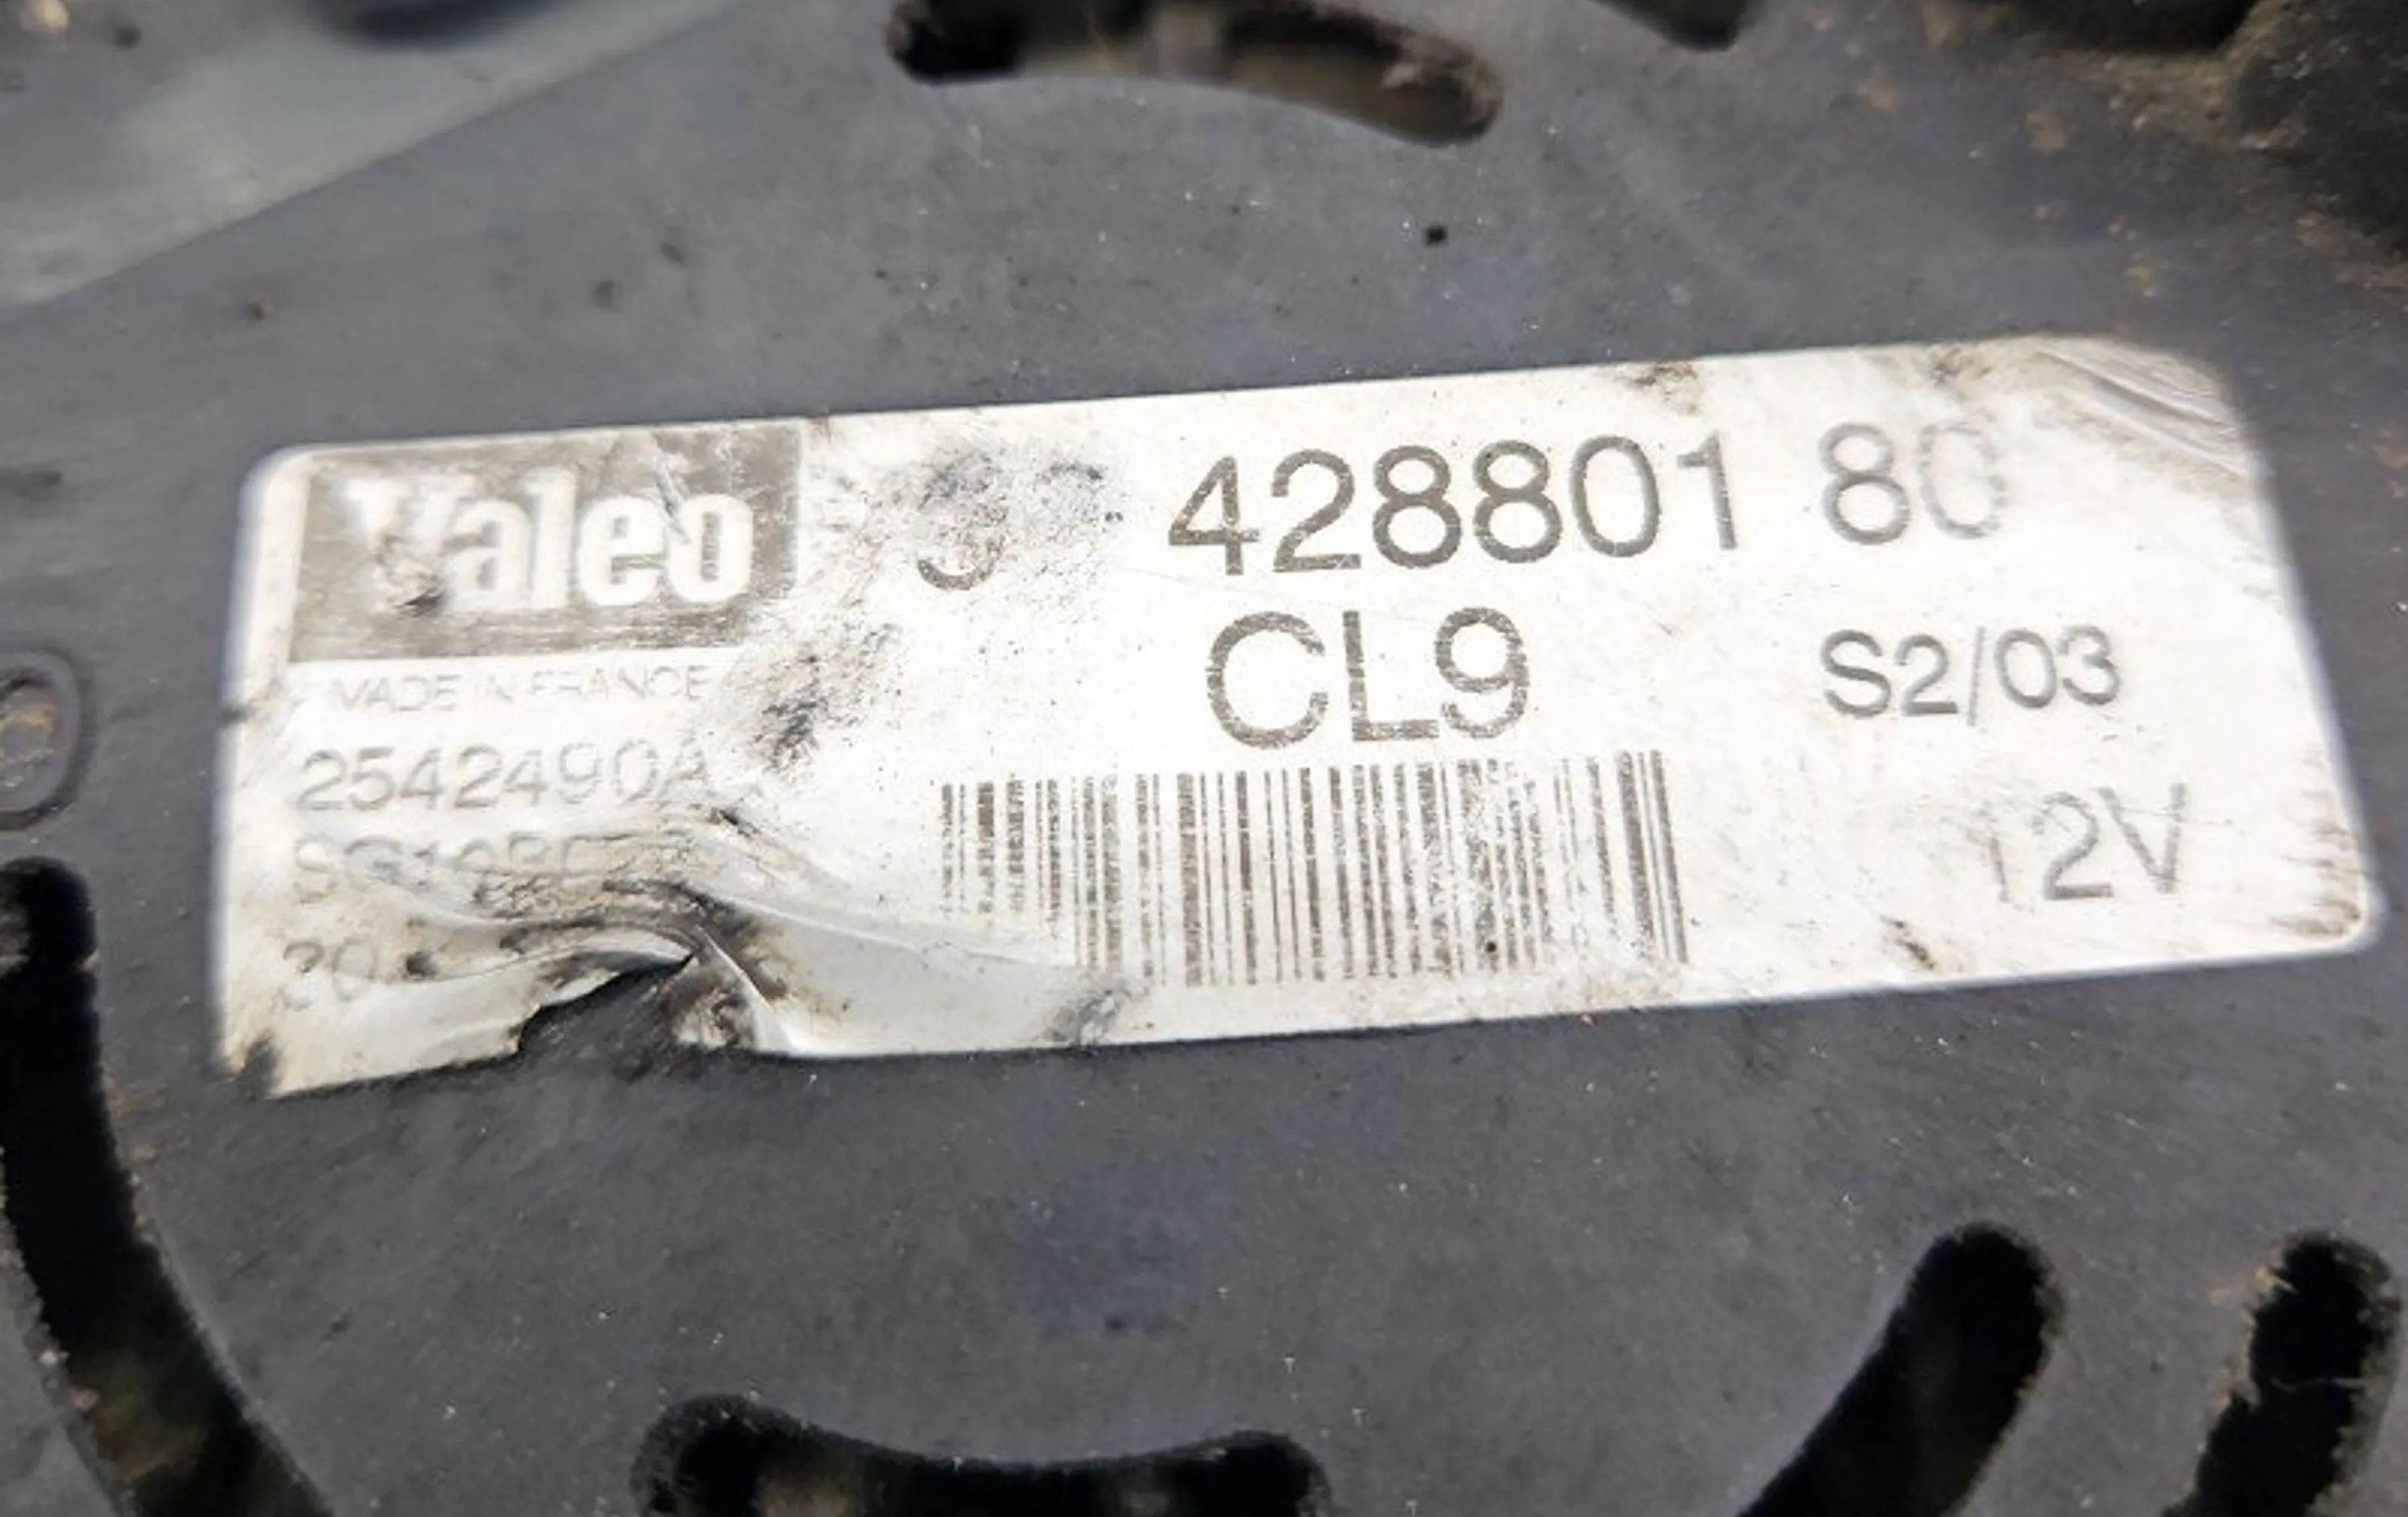 Valeo
428801 80
CL9
S2/03
MADE IN FRANCE
2542490A
12V